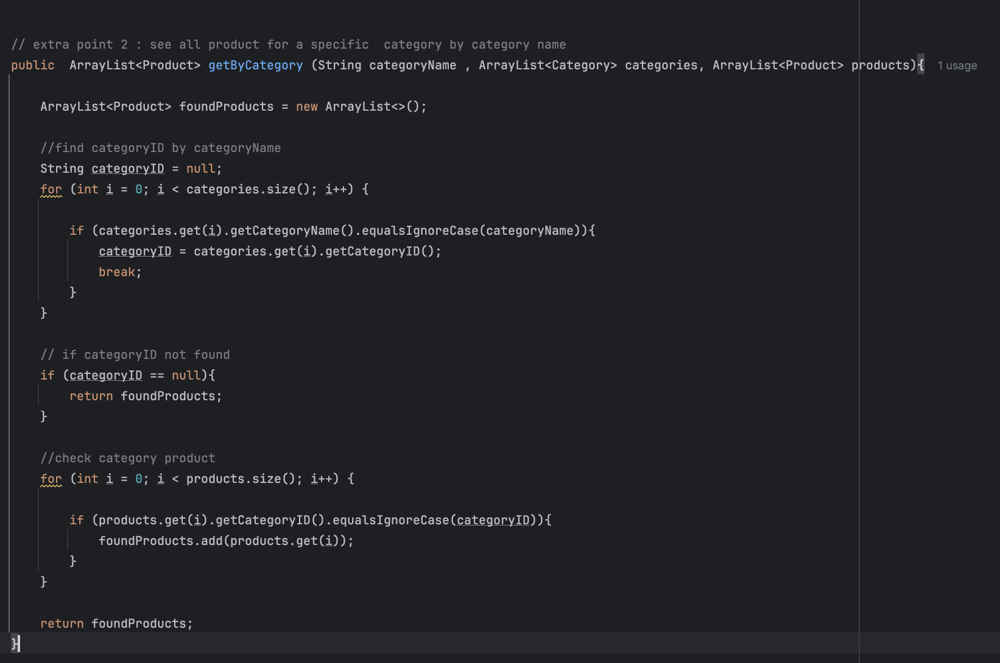 // extra point 2 : see all product for a specific  category by category name
public  ArrayList<Product> getByCategory (String categoryName , ArrayList<Category> categories, ArrayList<Product> products){ 1 usage
ArrayList<Product> foundProducts = new ArrayList<>();
//find categoryID by categoryName
String categoryID = null;
for (int i = 0; i < categories.size(); i++) {
if (categories.get(i).getCategoryName().equalsIgnoreCase(categoryName)){
categoryID = categories.get(i).getCategoryID();
break;
}
}
// if categoryID not found
if (categoryID == null){
return foundProducts;
}
//check category product
for (int i = 0; i < products.size(); i++) {
if (products.get(i).getCategoryID().equalsIgnoreCase(categoryID)){
foundProducts.add(products.get(i));
}
}
return foundProducts;
}